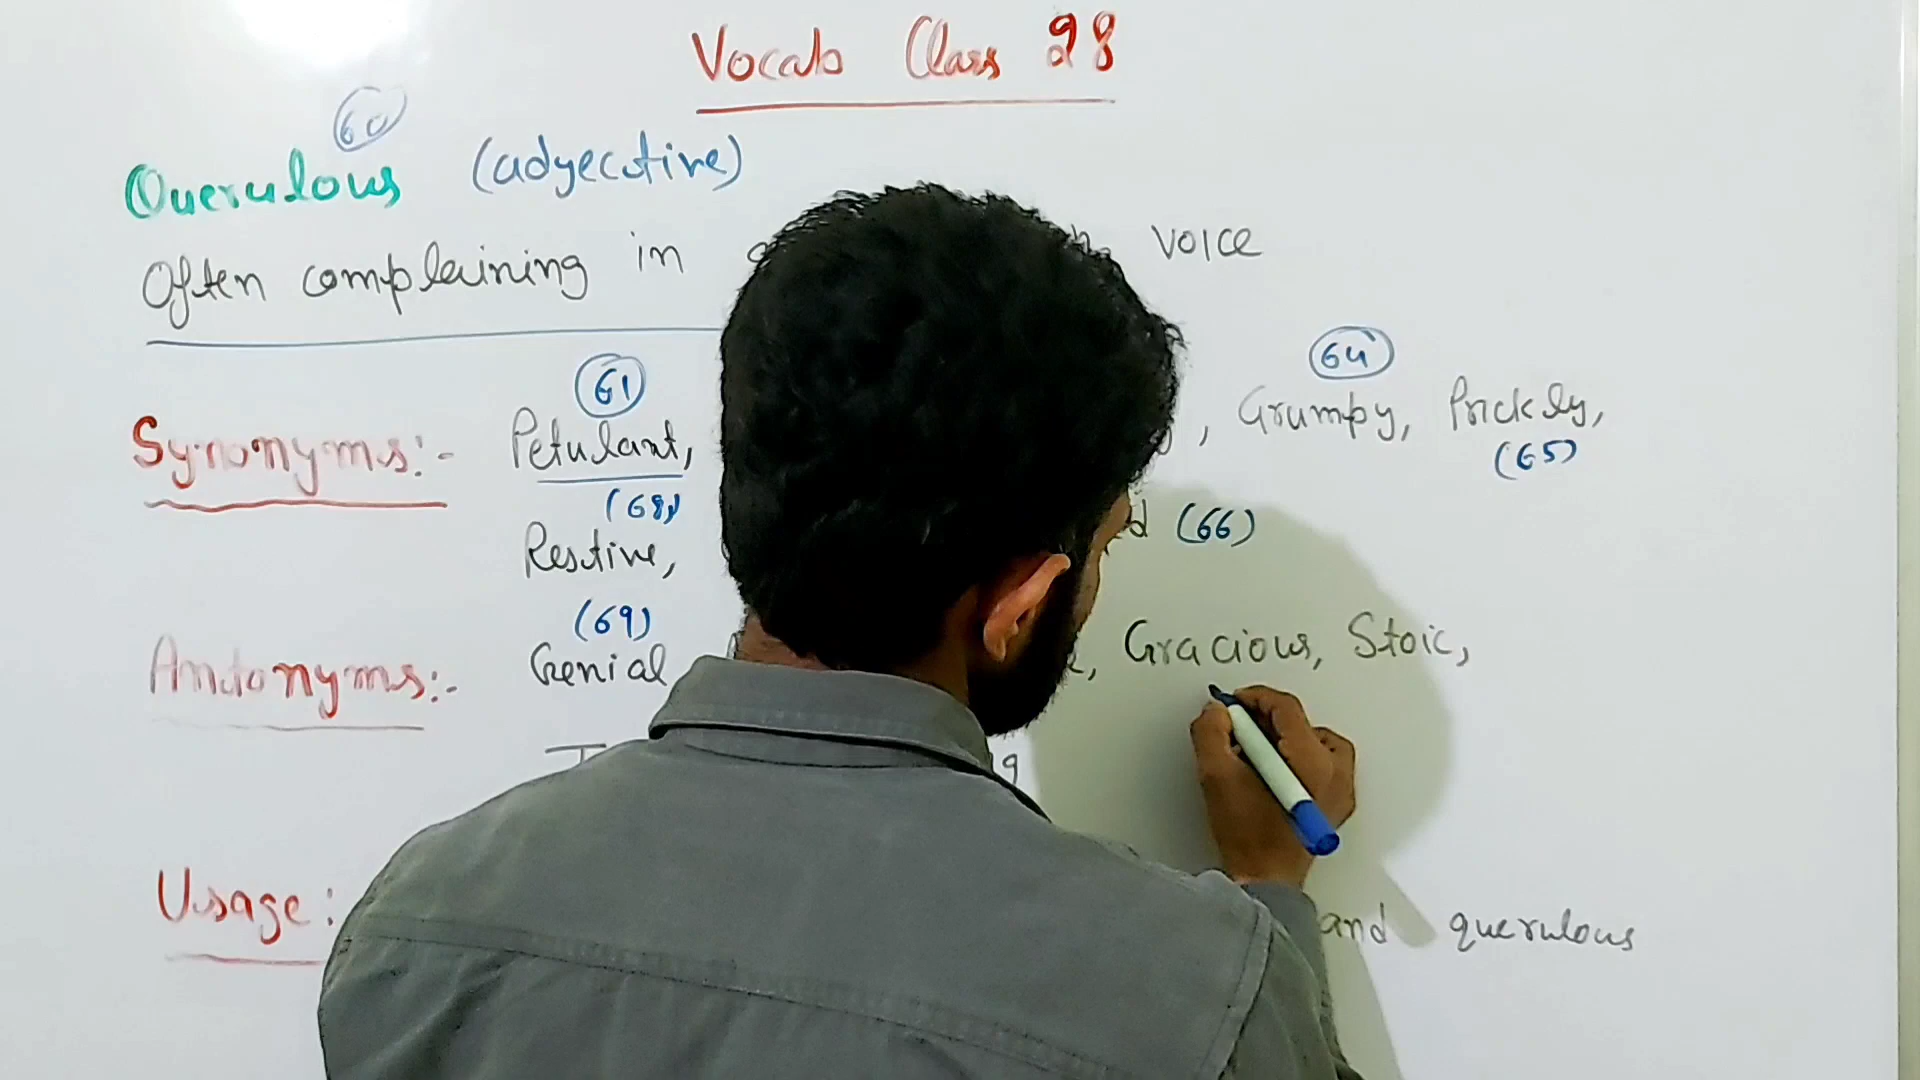 Vocab Class 28
60
Querulous (adjective)
Often complaining in voice
61 64
Synonyms:- Petulant, , Grumpy, Prickly,
(68) (66) (65)
Restive,
(69)
Antonyms:- Genial Gracious, Stoic,
Usage: and querulous